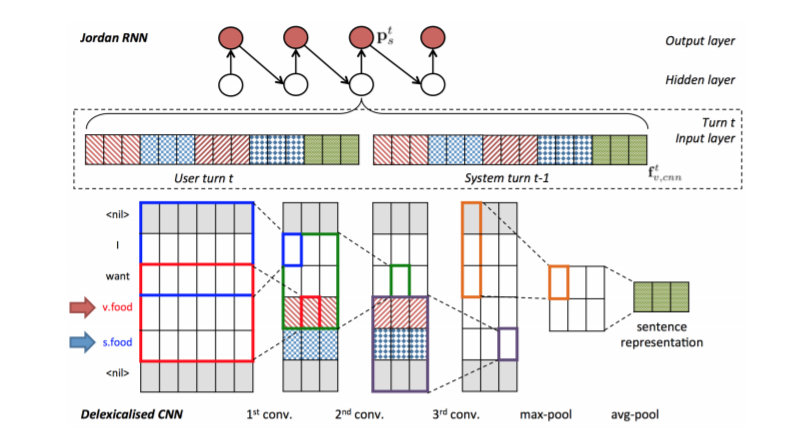 Jordan RNN
p_s^t
Output layer
Hidden layer
Turn t
Input layer
User turn t
System turn t-1
f_{v,cnn}^t
<nil>
I
want
v.food
s.food
<nil>
sentence
representation
Delexicalised CNN
1st conv.
2nd conv.
3rd conv.
max-pool
avg-pool